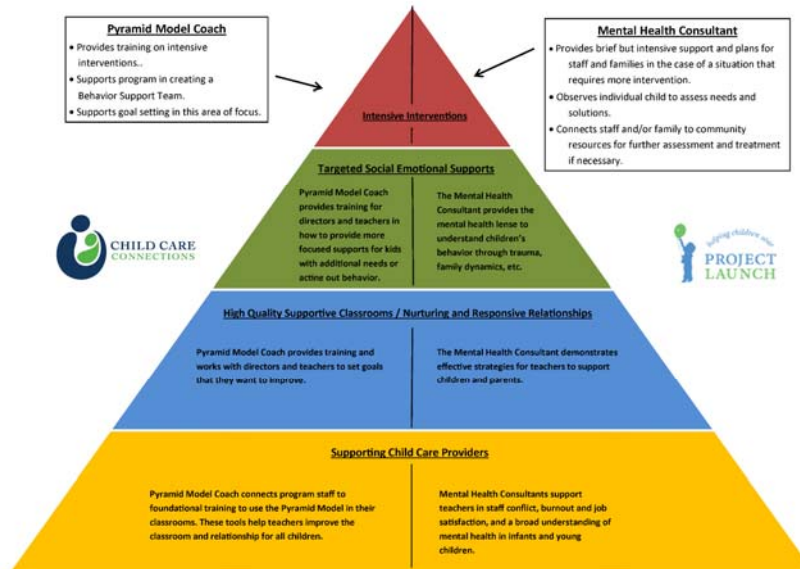 Pyramid Model Coach
• Provides training on intensive
interventions..
• Supports program in creating a
Behavior Support Team.
• Supports goal setting in this area of focus.
Mental Health Consultant
• Provides brief but intensive support and plans for
staff and families in the case of a situation that
requires more intervention.
• Observes individual child to assess needs and
solutions.
• Connects staff and/or family to community
resources for further assessment and treatment
if necessary.
Intensive Interventions
Targeted Social Emotional Supports
Pyramid Model Coach
provides training for
directors and teachers in
how to provide more
focused supports for kids
with additional needs or
acting out behavior.
The Mental Health
Consultant provides the
mental health lense to
understand children's
behavior through trauma,
family dynamics, etc.
CHILD CARE
CONNECTIONS
helping children soar
PROJECT
LAUNCH
High Quality Supportive Classrooms / Nurturing and Responsive Relationships
Pyramid Model Coach provides training and
works with directors and teachers to set goals
that they want to improve.
The Mental Health Consultant demonstrates
effective strategies for teachers to support
children and parents.
Supporting Child Care Providers
Pyramid Model Coach connects program staff to
foundational training to use the Pyramid Model in their
classrooms. These tools help teachers improve the
classroom and relationship for all children.
Mental Health Consultants support
teachers in staff conflict, burnout and job
satisfaction, and a broad understanding of
mental health in infants and young
children.